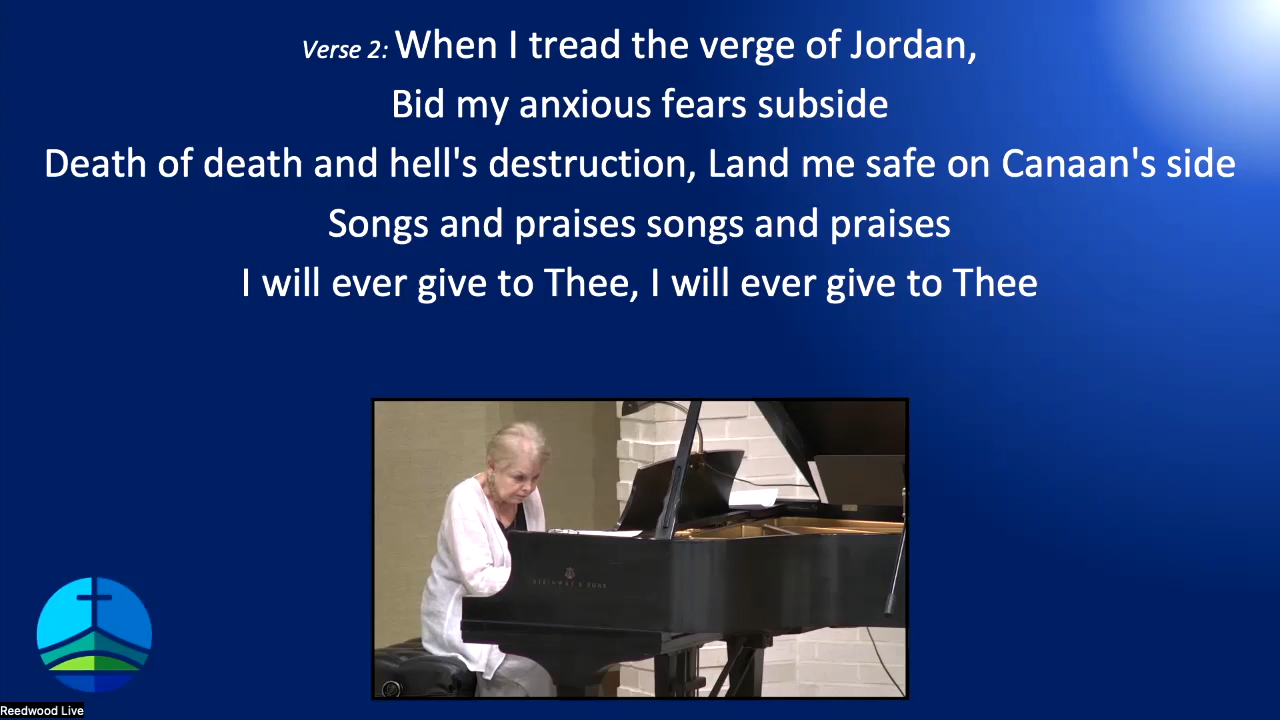 Verse 2: When I tread the verge of Jordan,
Bid my anxious fears subside
Death of death and hell's destruction, Land me safe on Canaan's side
Songs and praises songs and praises
I will ever give to Thee, I will ever give to Thee
STEINWAY & SONS
Reedwood Live